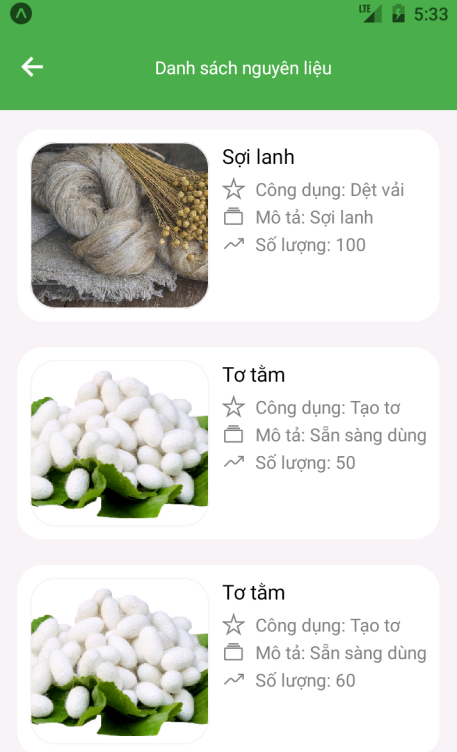 LTE 5:33
Danh sách nguyên liệu
Sợi lanh
Công dụng: Dệt vải
Mô tả: Sợi lanh
Số lượng: 100
Tơ tằm
Công dụng: Tạo tơ
Mô tả: Sẵn sàng dùng
Số lượng: 50
Tơ tằm
Công dụng: Tạo tơ
Mô tả: Sẵn sàng dùng
Số lượng: 60